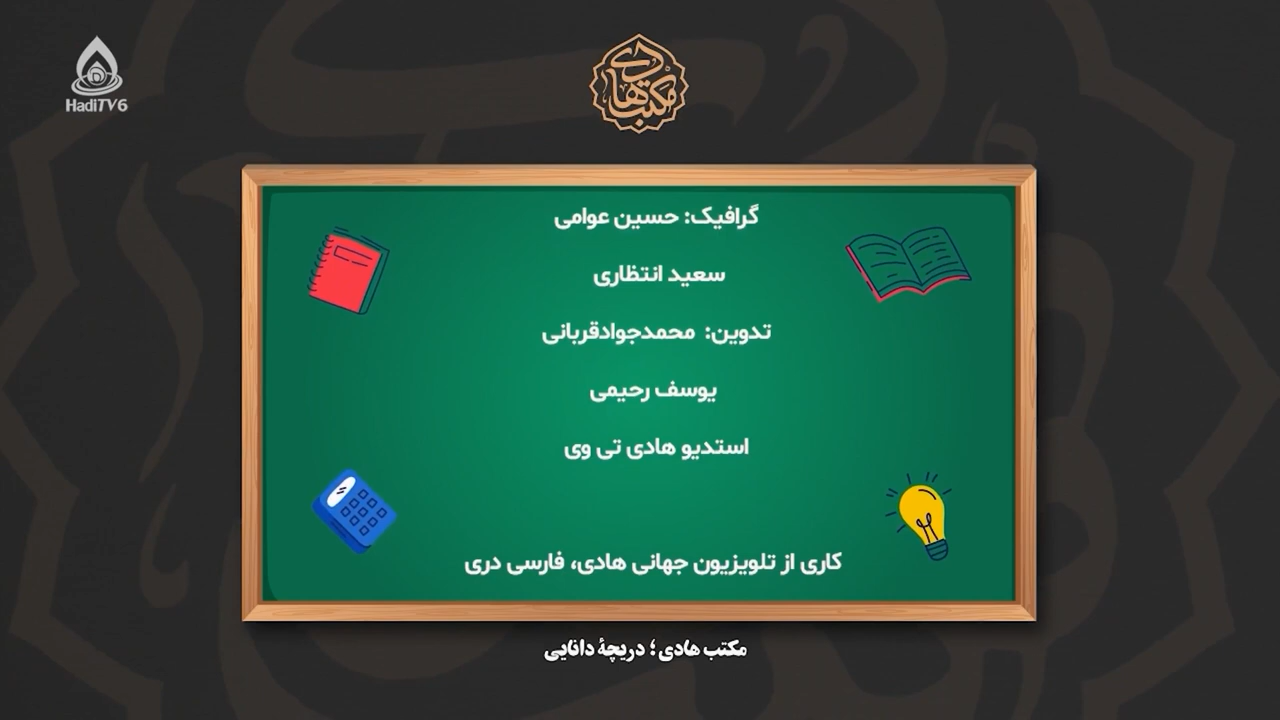 HadiTV6
مکتب هادی
گرافیک: حسین عوامی
سعید انتظاری
تدوین: محمدجوادقربانی
یوسف رحیمی
استدیو هادی تی وی
کاری از تلویزیون جهانی هادی، فارسی دری
مکتب هادی؛ دریچهٔ دانایی